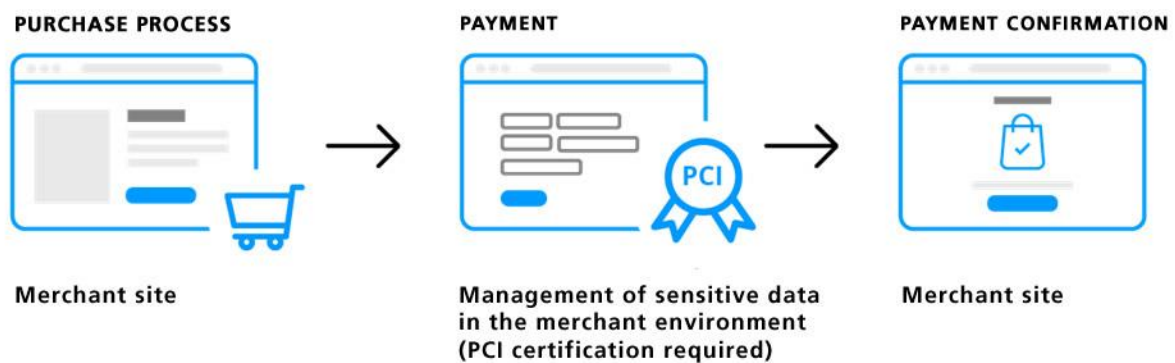 PURCHASE PROCESS
PAYMENT
PAYMENT CONFIRMATION
PCI
Merchant site
Management of sensitive data
in the merchant environment
(PCI certification required)
Merchant site